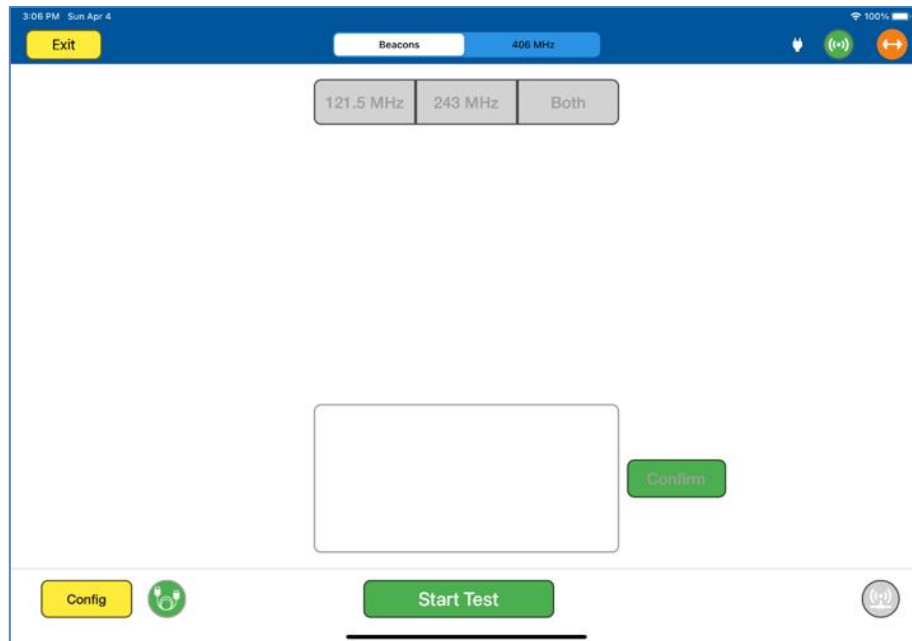 3:06 PM Sun Apr 4
100%
Exit
Beacons
406 MHz
121.5 MHz
243 MHz
Both
Confirm
Config
Start Test